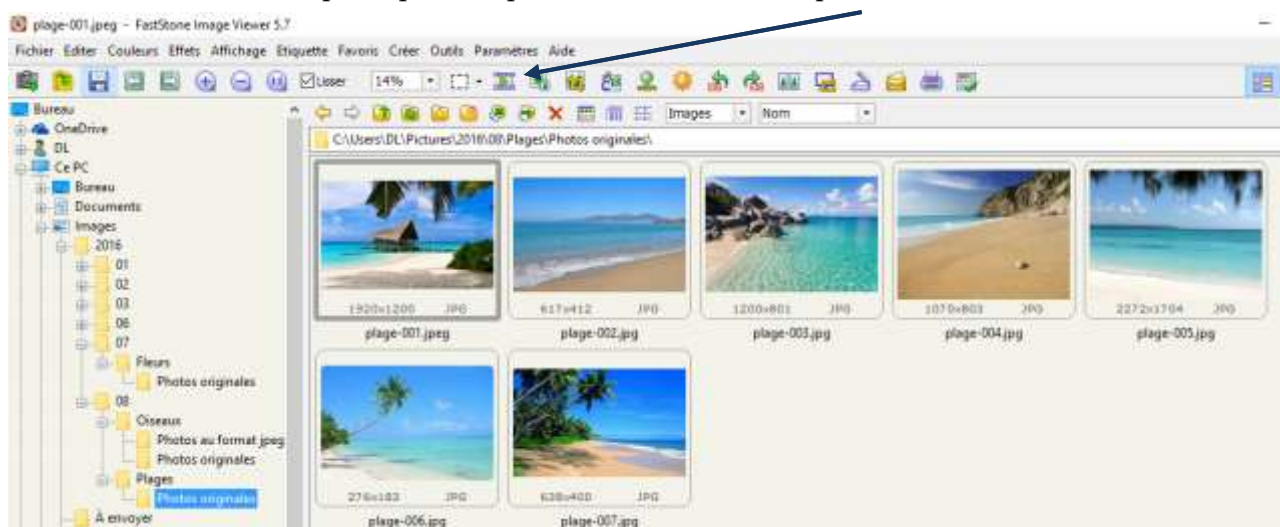 plage-001.jpeg - FastStone Image Viewer 5.7
Fichier Editer Couleurs Effets Affichage Etiquette Favoris Créer Outils Paramètres Aide
Lisser 14%
Bureau
OneDrive
DL
Ce PC
Bureau
Documents
Images
2016
01
02
03
06
07
Fleurs
Photos originales
08
Oiseaux
Photos au format jpeg
Photos originales
Plages
Photos originales
À envoyer
Images Nom
C:\Users\DL\Pictures\2016\08\Plages\Photos originales\
1920x1200 JPG
617x412 JPG
1200x801 JPG
1070x803 JPG
2272x1704 JPG
plage-001.jpeg
plage-002.jpg
plage-003.jpg
plage-004.jpg
plage-005.jpg
276x183 JPG
638x400 JPG
plage-006.jpg
plage-007.jpg